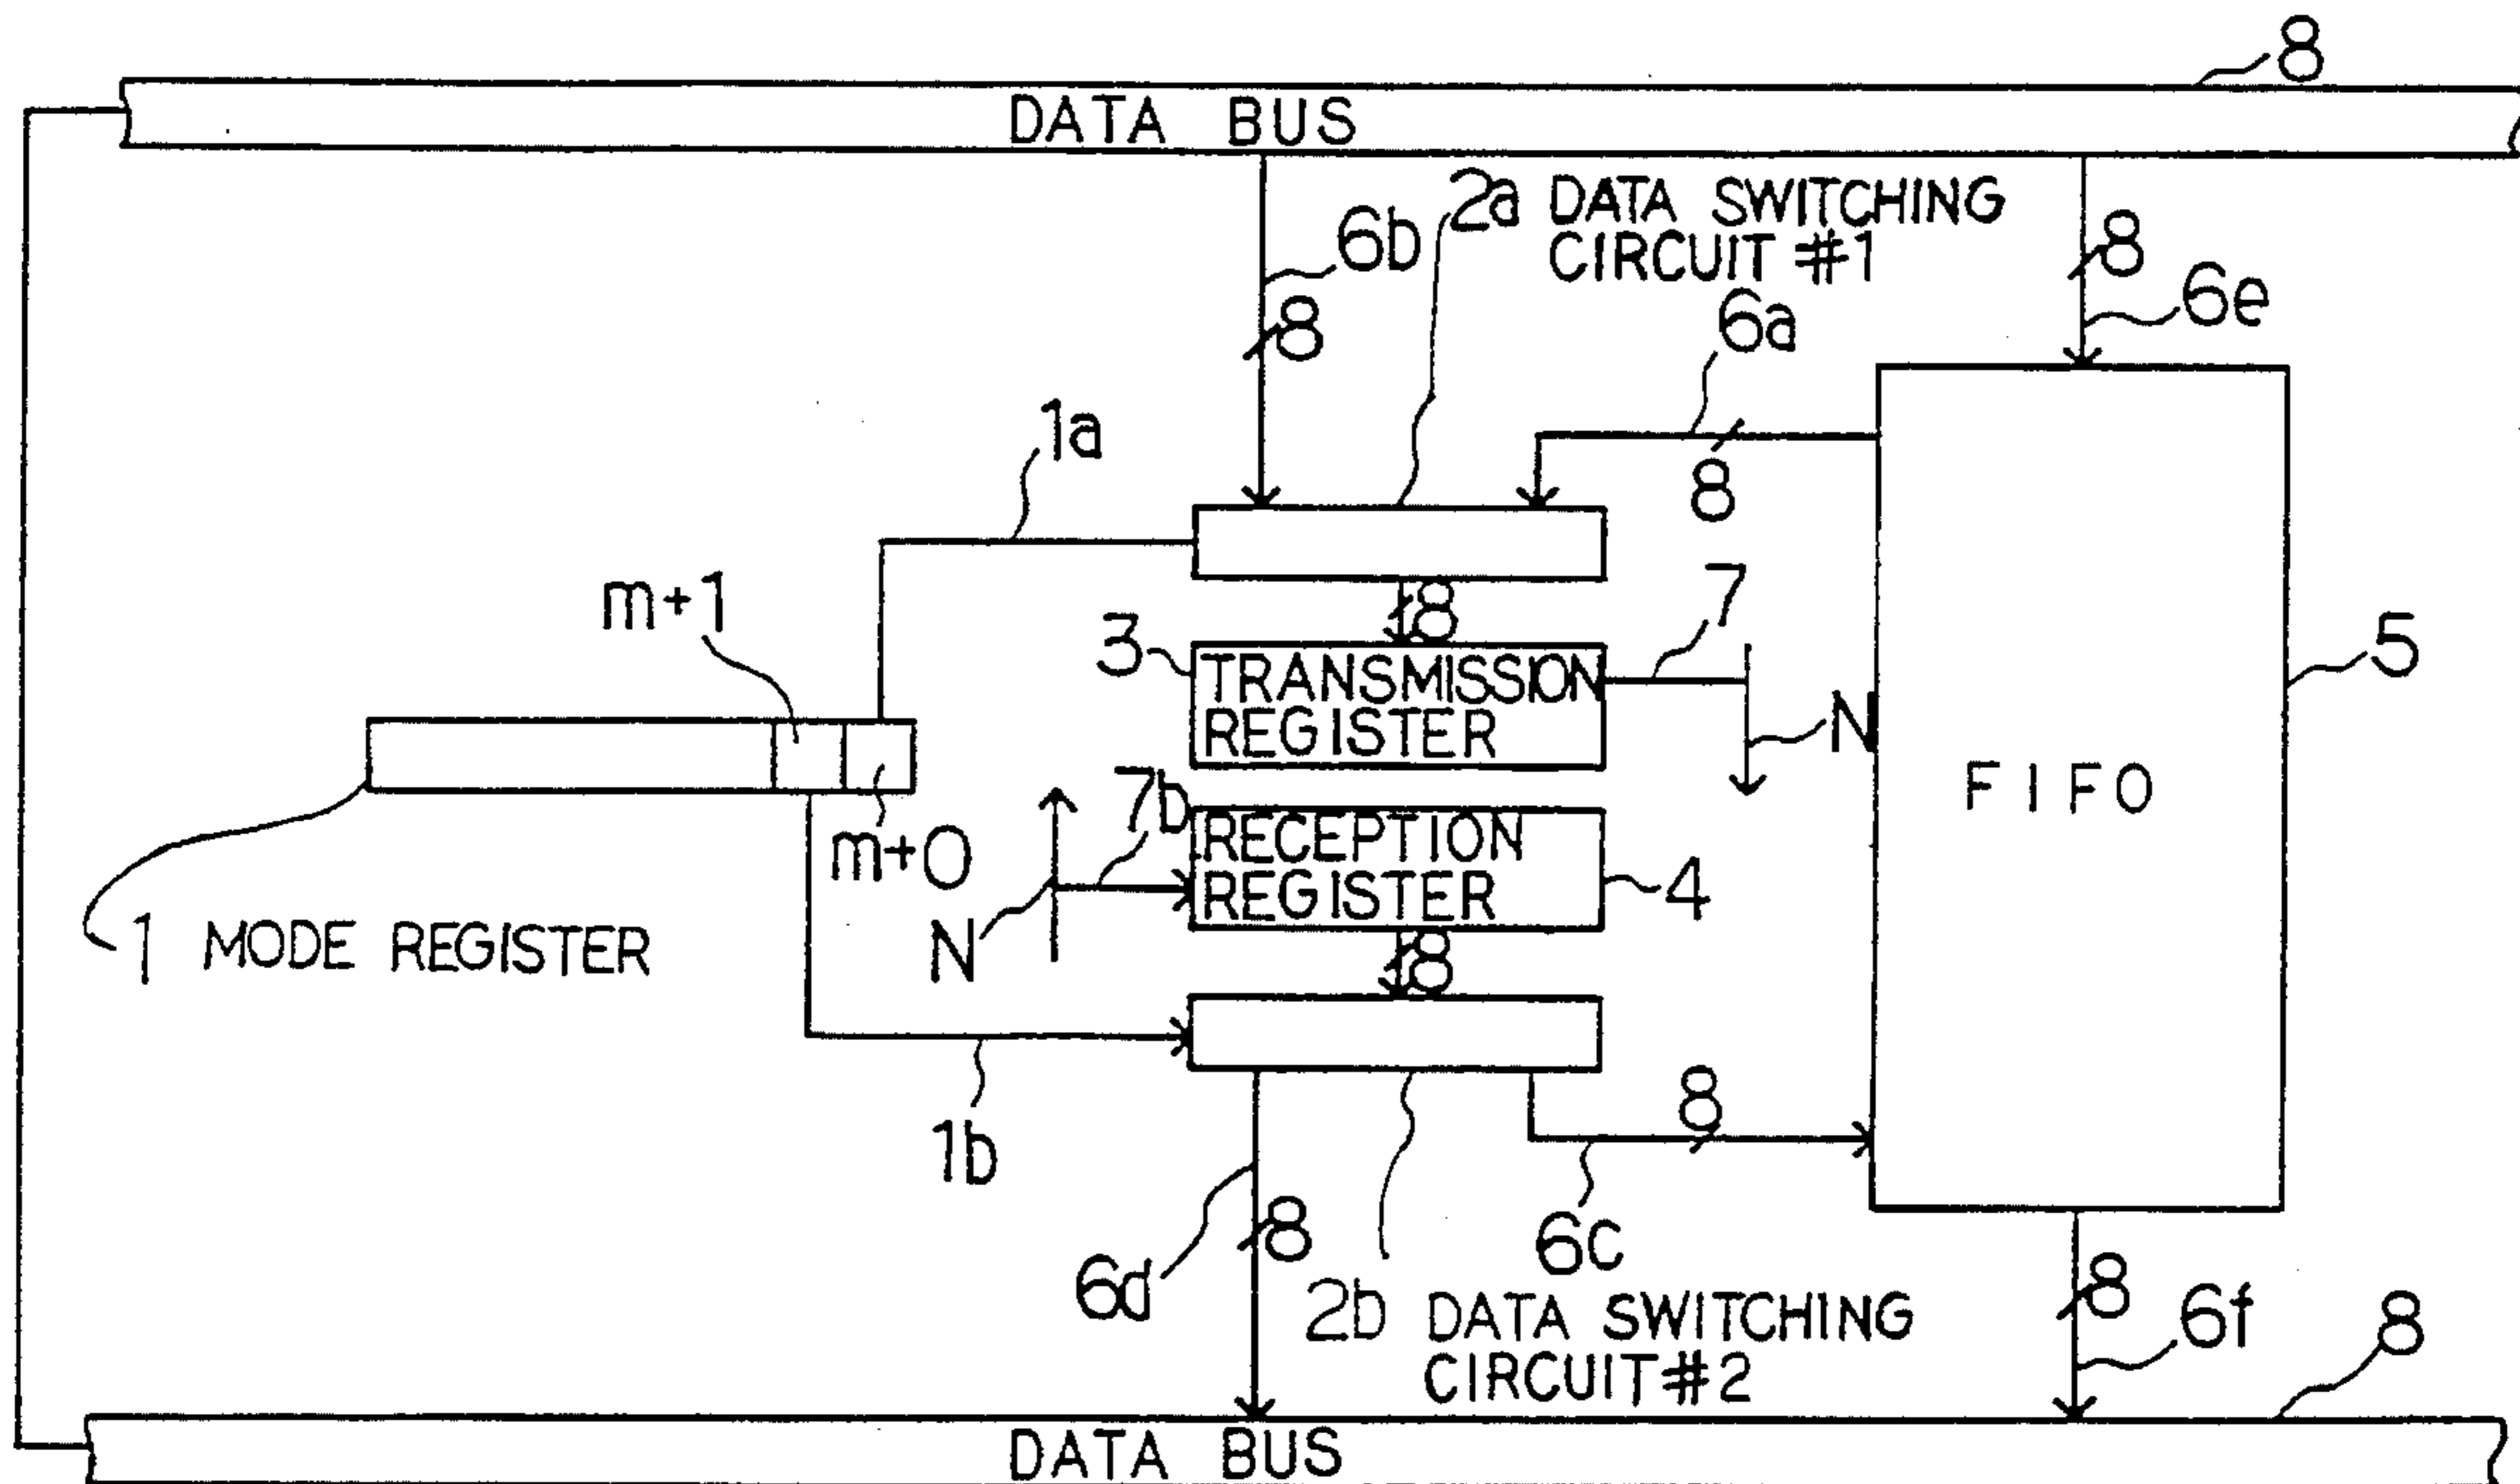 8
DATA BUS
2a DATA SWITCHING
CIRCUIT #1
6b
8
8
6e
6a
1a
8
m+1
8
7
3
TRANSMISSION
REGISTER
5
N
FIFO
7b
m+0
RECEPTION
REGISTER
4
N
1 MODE REGISTER
8
1b
8
6d
8
6c
2b DATA SWITCHING
CIRCUIT #2
8
6f
8
DATA BUS